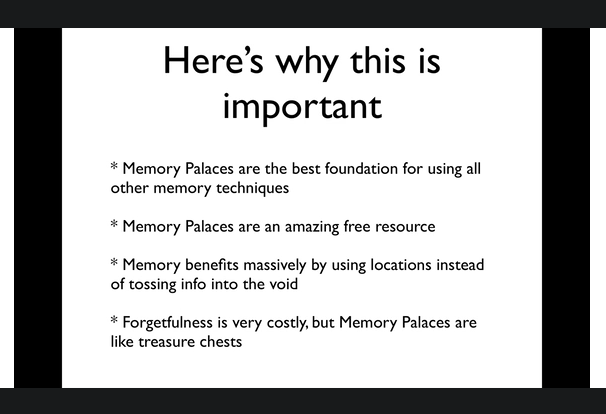 Here’s why this is
important
* Memory Palaces are the best foundation for using all
other memory techniques
* Memory Palaces are an amazing free resource
* Memory benefits massively by using locations instead
of tossing info into the void
* Forgetfulness is very costly, but Memory Palaces are
like treasure chests